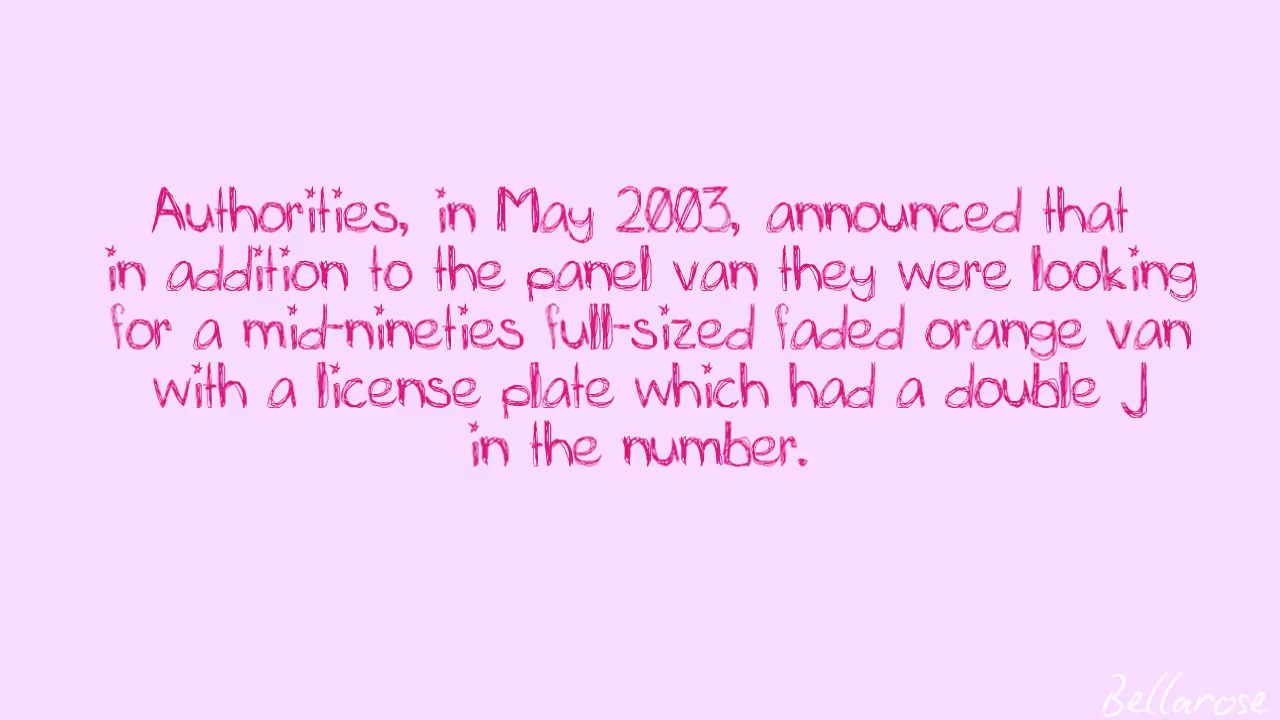 Authorities, in May 2003, announced that
in addition to the panel van they were looking
for a mid-nineties full-sized faded orange van
with a license plate which had a double J
in the number.
Bellarose